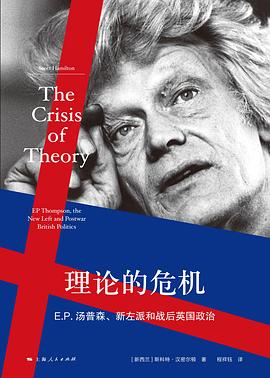 Scott Hamilton
The
Crisis
of
Theory
EP Thompson, the
New Left and Postwar
British Politics
理论的危机
E.P. 汤普森、新左派和战后英国政治
[新西兰] 斯科特·汉密尔顿 著 程祥钰 译
上海人民出版社